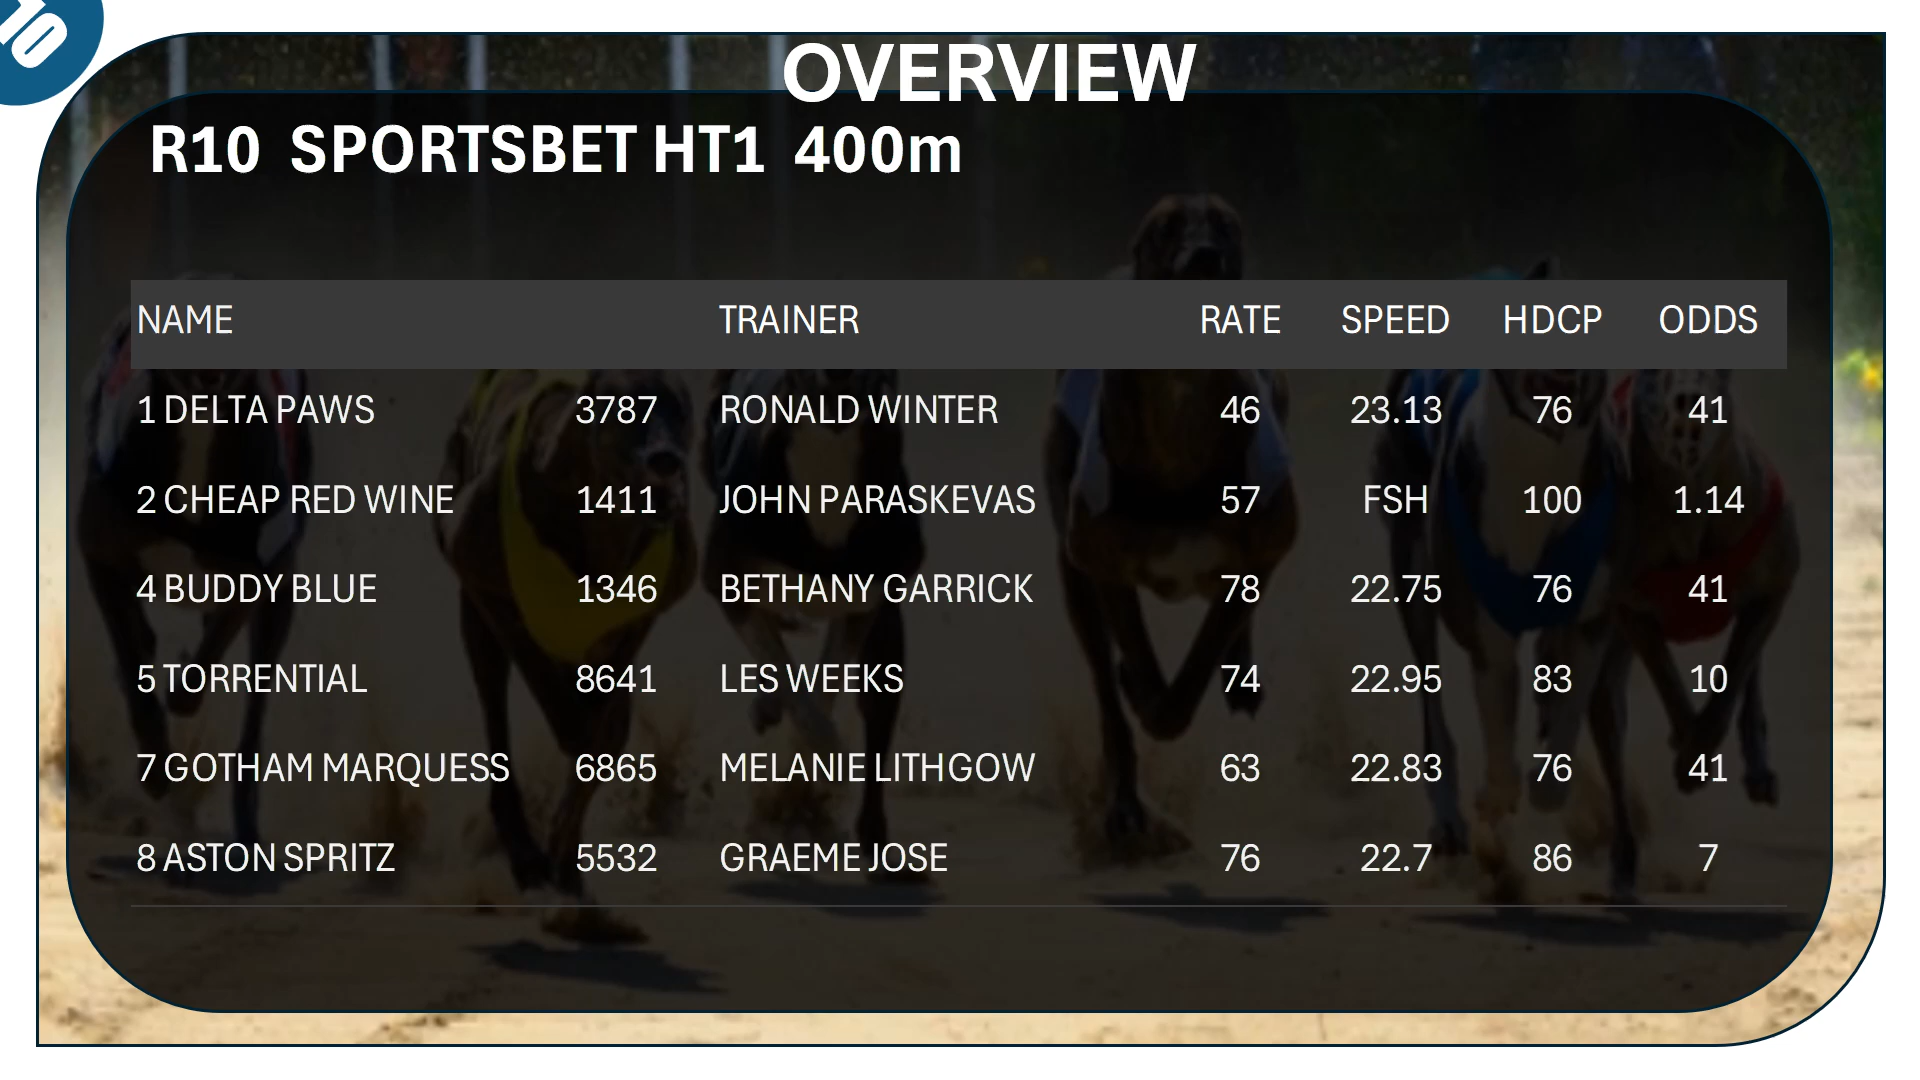 10
OVERVIEW
R10 SPORTSBET HT1 400m
NAME TRAINER RATE SPEED HDCP ODDS
1 DELTA PAWS 3787 RONALD WINTER 46 23.13 76 41
2 CHEAP RED WINE 1411 JOHN PARASKEVAS 57 FSH 100 1.14
4 BUDDY BLUE 1346 BETHANY GARRICK 78 22.75 76 41
5 TORRENTIAL 8641 LES WEEKS 74 22.95 83 10
7 GOTHAM MARQUESS 6865 MELANIE LITHGOW 63 22.83 76 41
8 ASTON SPRITZ 5532 GRAEME JOSE 76 22.7 86 7